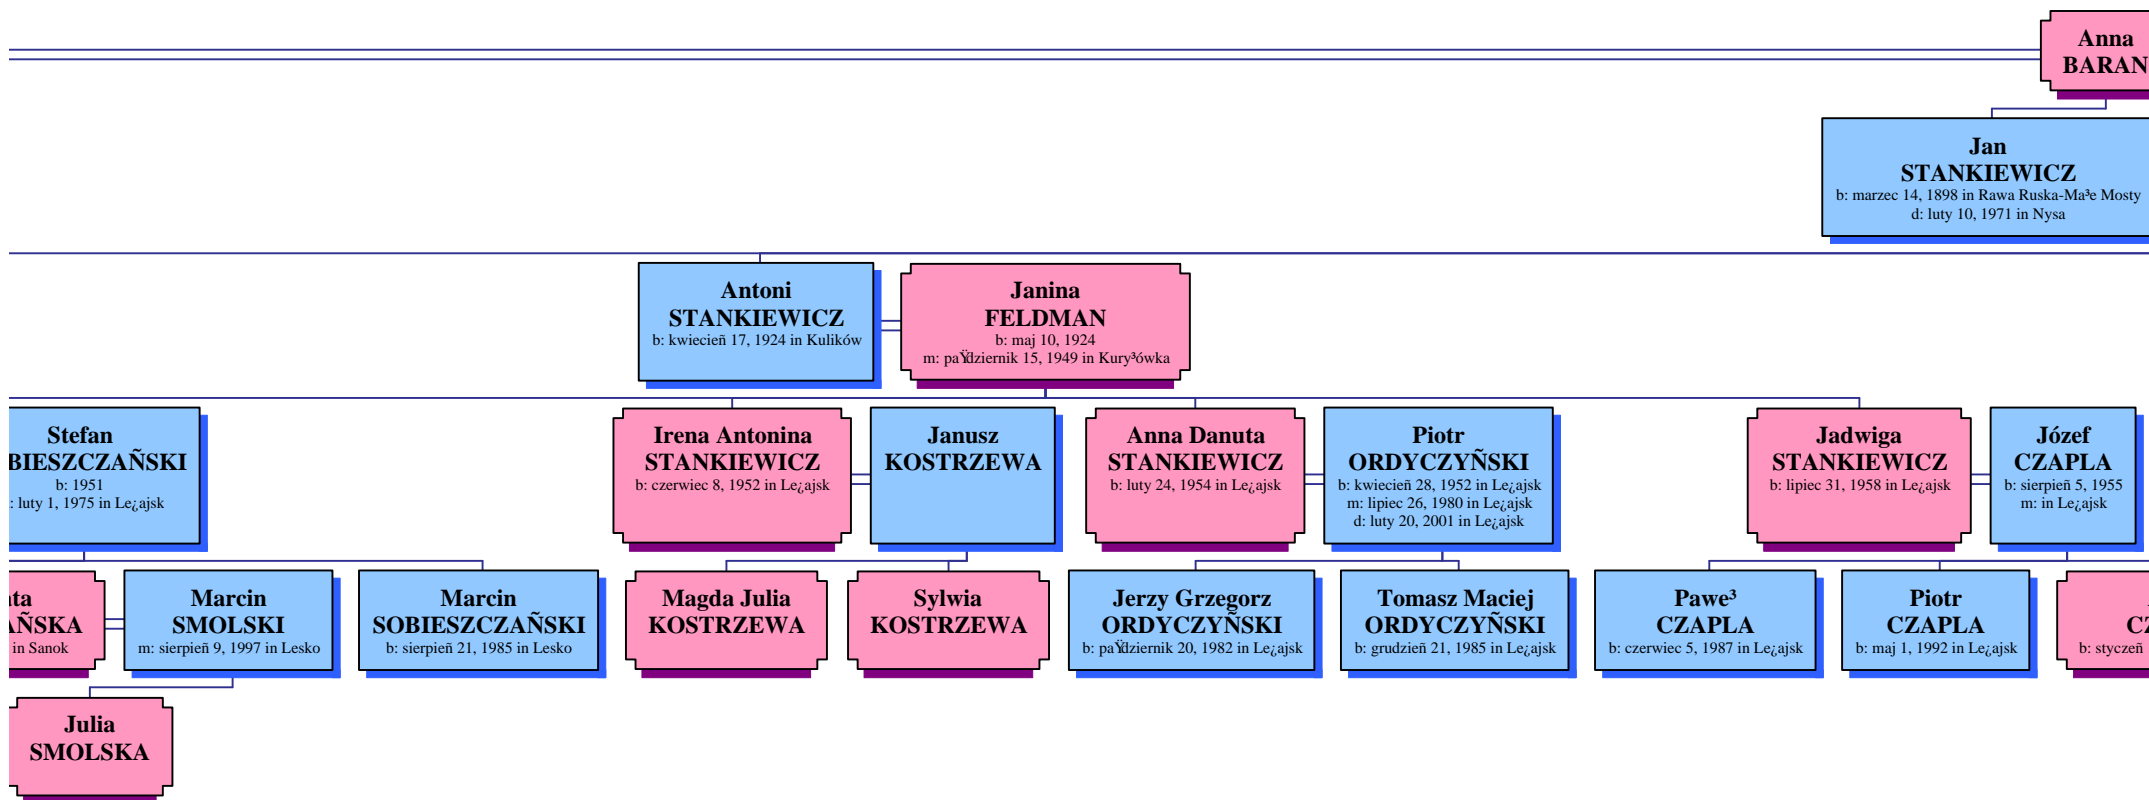 Anna
BARAN
Jan
STANKIEWICZ
b: marzec 14, 1898 in Rawa Ruska-Ma³e Mosty
d: luty 10, 1971 in Nysa
Antoni
STANKIEWICZ
b: kwiecieñ 17, 1924 in Kulików
Janina
FELDMAN
b: maj 10, 1924
m: paŸdziernik 15, 1949 in Kury³ówka
Stefan
BIESZCZAÑSKI
b: 1951
: luty 1, 1975 in Le¿ajsk
Irena Antonina
STANKIEWICZ
b: czerwiec 8, 1952 in Le¿ajsk
Janusz
KOSTRZEWA
Anna Danuta
STANKIEWICZ
b: luty 24, 1954 in Le¿ajsk
Piotr
ORDYCZYÑSKI
b: kwiecieñ 28, 1952 in Le¿ajsk
m: lipiec 26, 1980 in Le¿ajsk
d: luty 20, 2001 in Le¿ajsk
Jadwiga
STANKIEWICZ
b: lipiec 31, 1958 in Le¿ajsk
Józef
CZAPLA
b: sierpieñ 5, 1955
m: in Le¿ajsk
ata
AÑSKA
in Sanok
Marcin
SMOLSKI
m: sierpieñ 9, 1997 in Lesko
Marcin
SOBIESZCZAÑSKI
b: sierpieñ 21, 1985 in Lesko
Magda Julia
KOSTRZEWA
Sylwia
KOSTRZEWA
Jerzy Grzegorz
ORDYCZYÑSKI
b: paŸdziernik 20, 1982 in Le¿ajsk
Tomasz Maciej
ORDYCZYÑSKI
b: grudzieñ 21, 1985 in Le¿ajsk
Pawe³
CZAPLA
b: czerwiec 5, 1987 in Le¿ajsk
Piotr
CZAPLA
b: maj 1, 1992 in Le¿ajsk
CZ
b: styczeñ
Julia
SMOLSKA